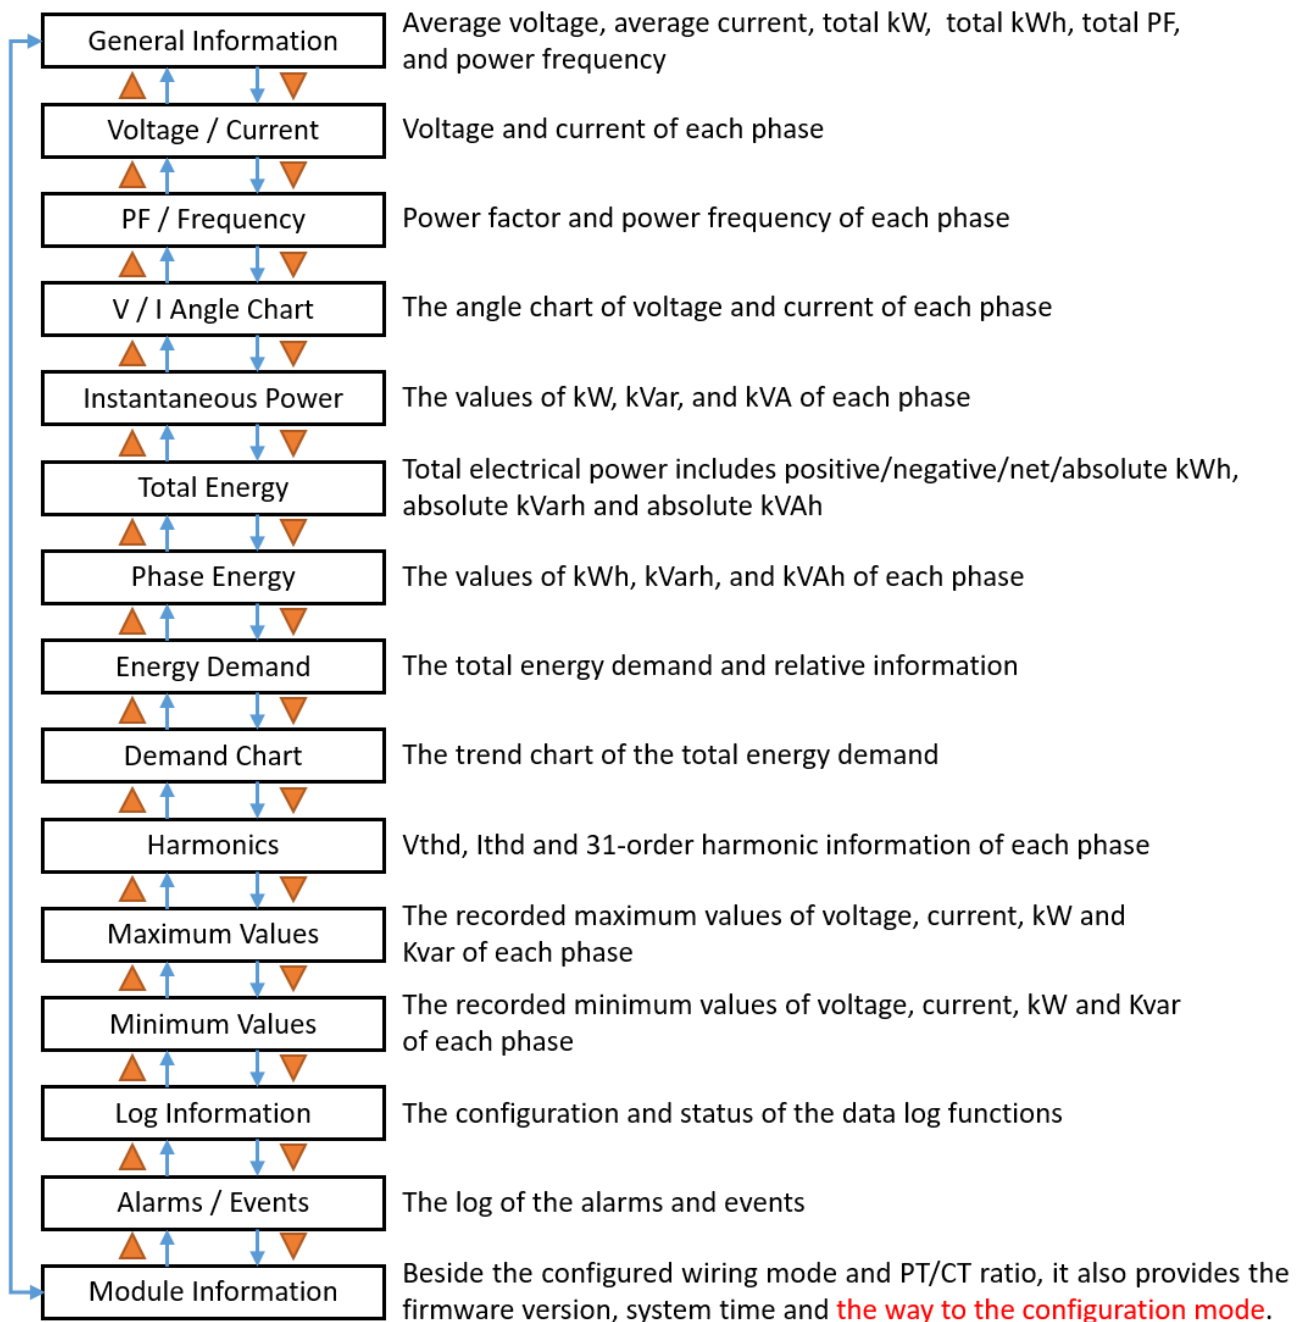 General Information
Average voltage, average current, total kW, total kWh, total PF,
and power frequency
Voltage / Current
Voltage and current of each phase
PF / Frequency
Power factor and power frequency of each phase
V / I Angle Chart
The angle chart of voltage and current of each phase
Instantaneous Power
The values of kW, kVar, and kVA of each phase
Total Energy
Total electrical power includes positive/negative/net/absolute kWh,
absolute kVarh and absolute kVAh
Phase Energy
The values of kWh, kVarh, and kVAh of each phase
Energy Demand
The total energy demand and relative information
Demand Chart
The trend chart of the total energy demand
Harmonics
Vthd, Ithd and 31-order harmonic information of each phase
Maximum Values
The recorded maximum values of voltage, current, kW and
Kvar of each phase
Minimum Values
The recorded minimum values of voltage, current, kW and Kvar
of each phase
Log Information
The configuration and status of the data log functions
Alarms / Events
The log of the alarms and events
Module Information
Beside the configured wiring mode and PT/CT ratio, it also provides the
firmware version, system time and the way to the configuration mode.